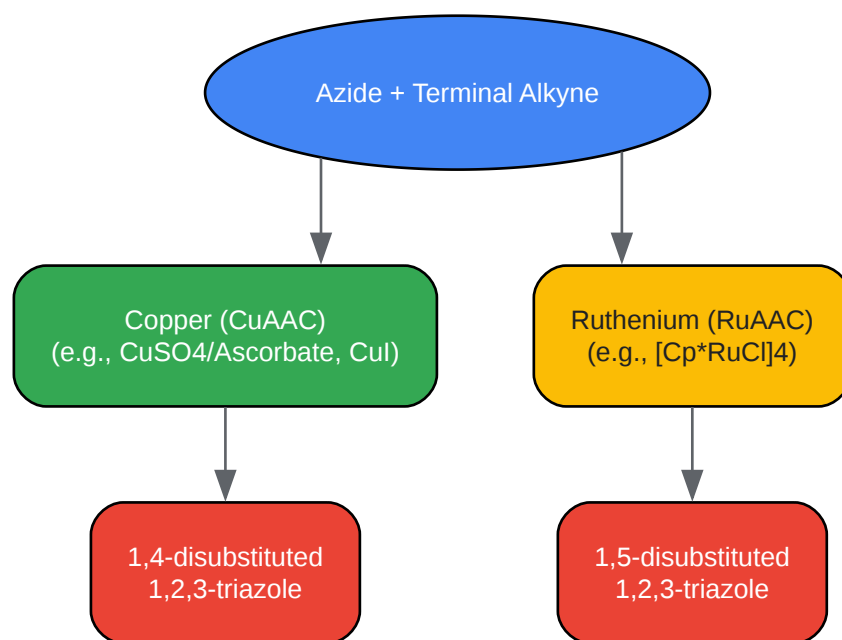 Azide + Terminal Alkyne
Copper (CuAAC)
(e.g., CuSO4/Ascorbate, CuI)
Ruthenium (RuAAC)
(e.g., [Cp*RuCl]4)
1,4-disubstituted
1,2,3-triazole
1,5-disubstituted
1,2,3-triazole